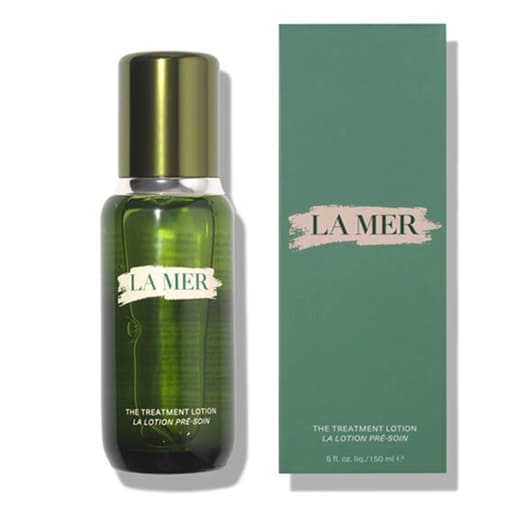 LA MER
THE TREATMENT LOTION
LA LOTION PRÉ-SOIN
LA MER
THE TREATMENT LOTION
LA LOTION PRÉ-SOIN
5 fl. oz. liq./150 ml ℮